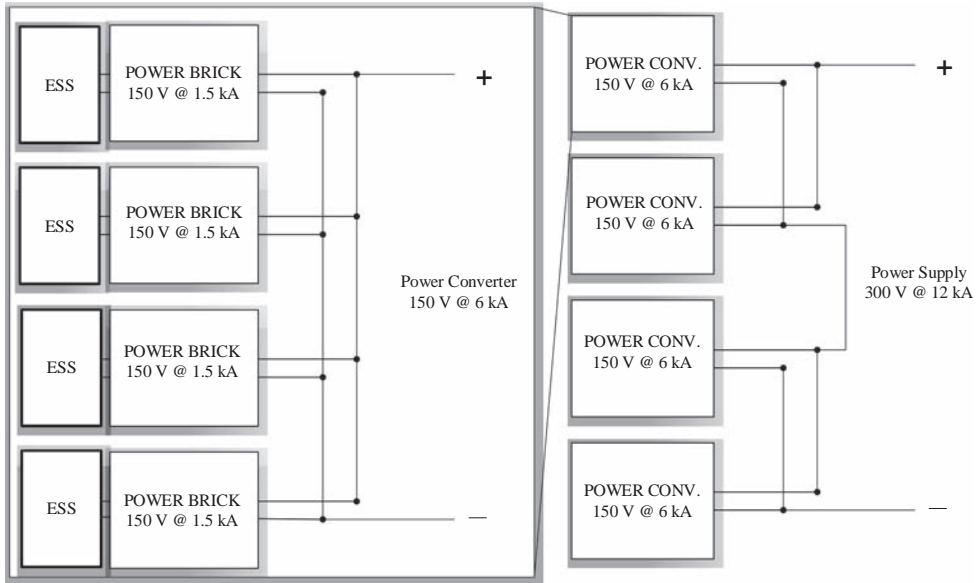 ESS
POWER BRICK
150 V @ 1.5 kA
+
ESS
POWER BRICK
150 V @ 1.5 kA
Power Converter
150 V @ 6 kA
ESS
POWER BRICK
150 V @ 1.5 kA
ESS
POWER BRICK
150 V @ 1.5 kA
—
POWER CONV.
150 V @ 6 kA
+
POWER CONV.
150 V @ 6 kA
Power Supply
300 V @ 12 kA
POWER CONV.
150 V @ 6 kA
POWER CONV.
150 V @ 6 kA
—